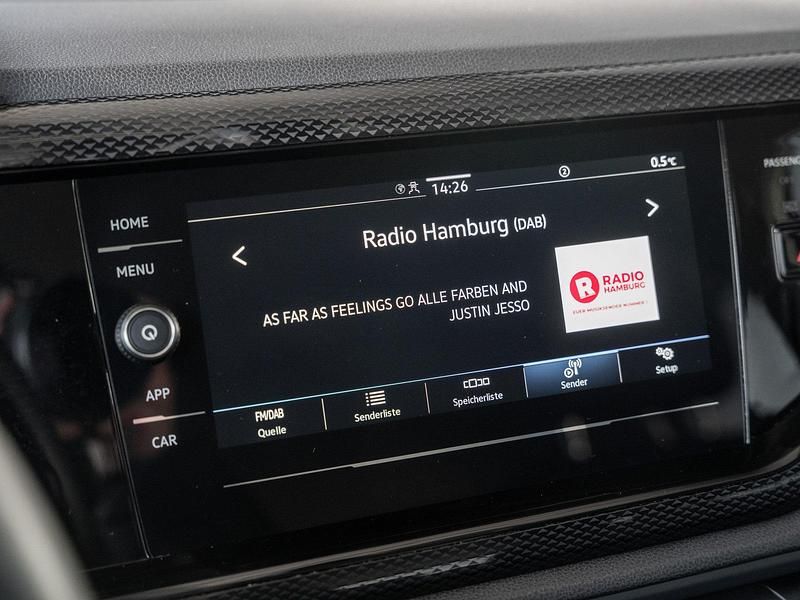 HOME
MENU
APP
CAR
14:26
2
0.5°C
Radio Hamburg (DAB)
AS FAR AS FEELINGS GO ALLE FARBEN AND
JUSTIN JESSO
R RADIO
HAMBURG
FM/DAB
Quelle
Senderliste
Speicherliste
Sender
Setup